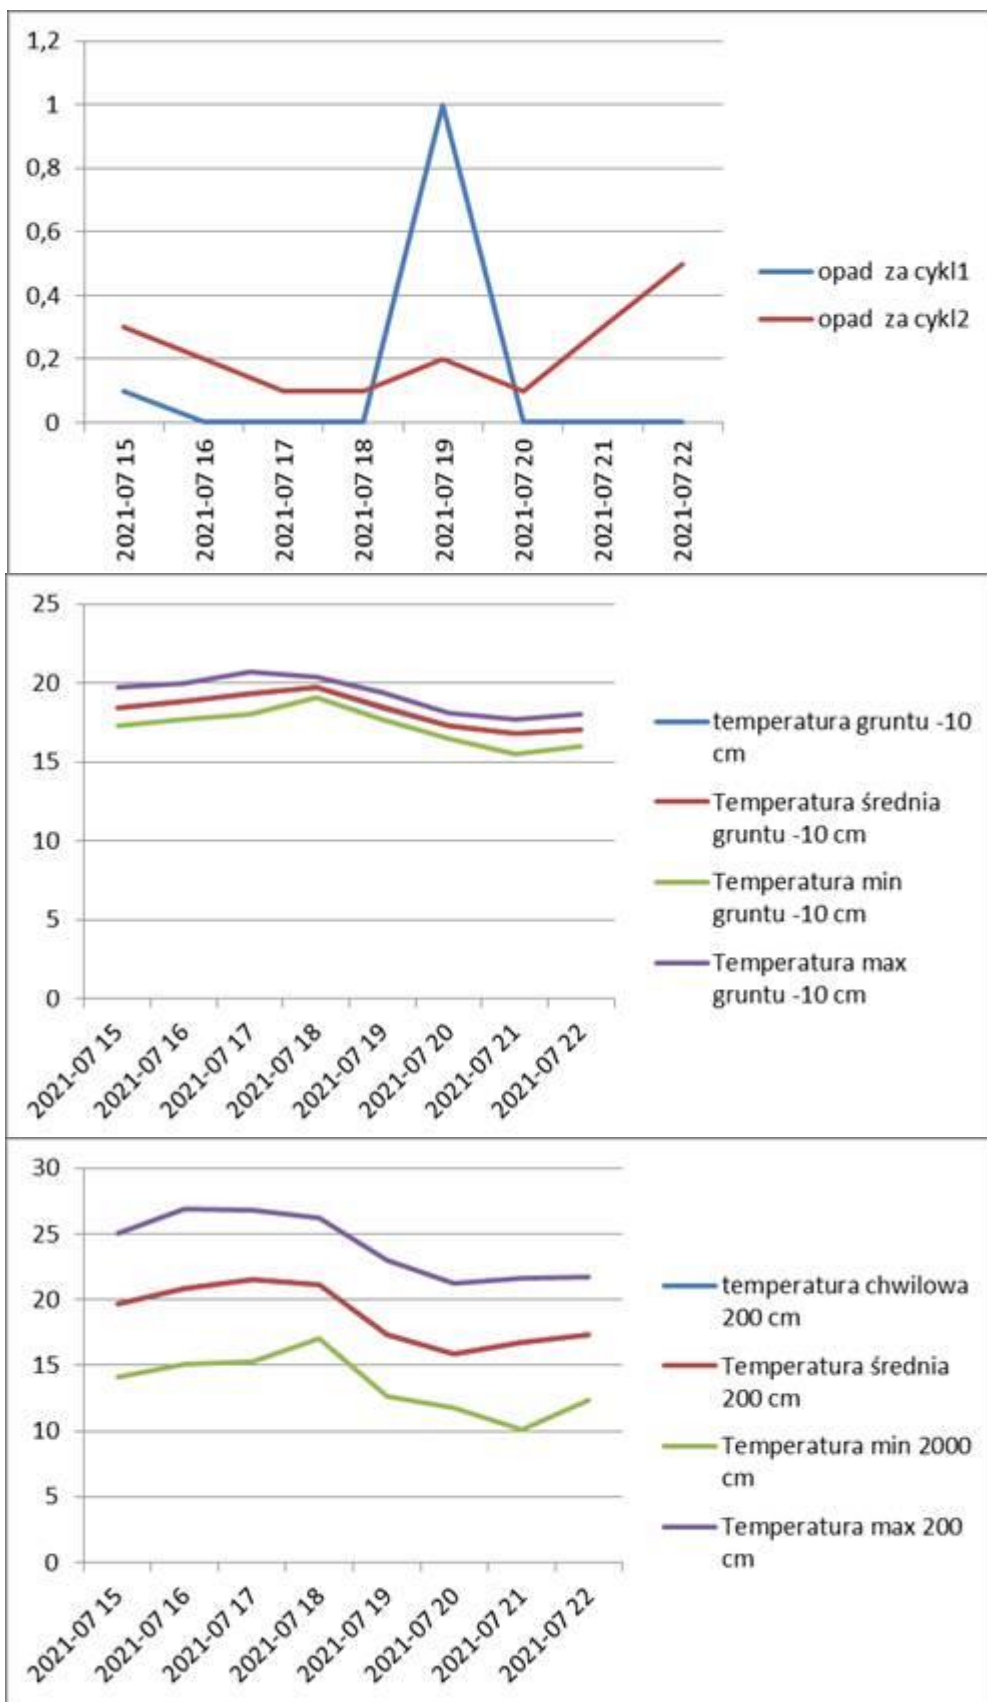 1,2
1
0,8
0,6
0,4
0,2
0
2021-07 15
2021-07 16
2021-07 17
2021-07 18
2021-07 19
2021-07 20
2021-07 21
2021-07 22
opad  za cykl1
opad  za cykl2
25
20
15
10
5
0
2021-07 15
2021-07 16
2021-07 17
2021-07 18
2021-07 19
2021-07 20
2021-07 21
2021-07 22
temperatura gruntu -10
cm
Temperatura średnia
gruntu -10 cm
Temperatura min
gruntu -10 cm
Temperatura max
gruntu -10 cm
30
25
20
15
10
5
0
2021-07 15
2021-07 16
2021-07 17
2021-07 18
2021-07 19
2021-07 20
2021-07 21
2021-07 22
temperatura chwilowa
200 cm
Temperatura średnia
200 cm
Temperatura min 2000
cm
Temperatura max 200
cm